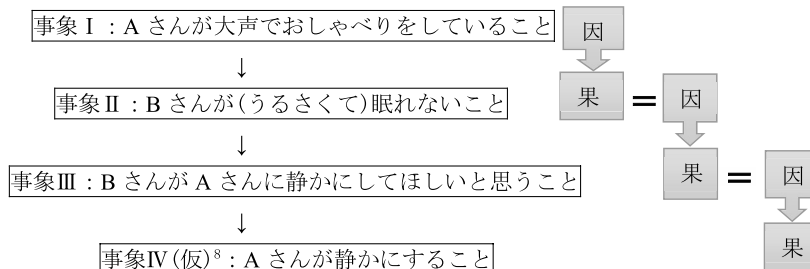 事象Ⅰ：Aさんが大声でおしゃべりをしていること 因
↓
事象Ⅱ：Bさんが(うるさくて)眠れないこと 果 = 因
↓
事象Ⅲ：BさんがAさんに静かにしてほしいと思うこと 果 = 因
↓
事象Ⅳ(仮)⁸：Aさんが静かにすること 果